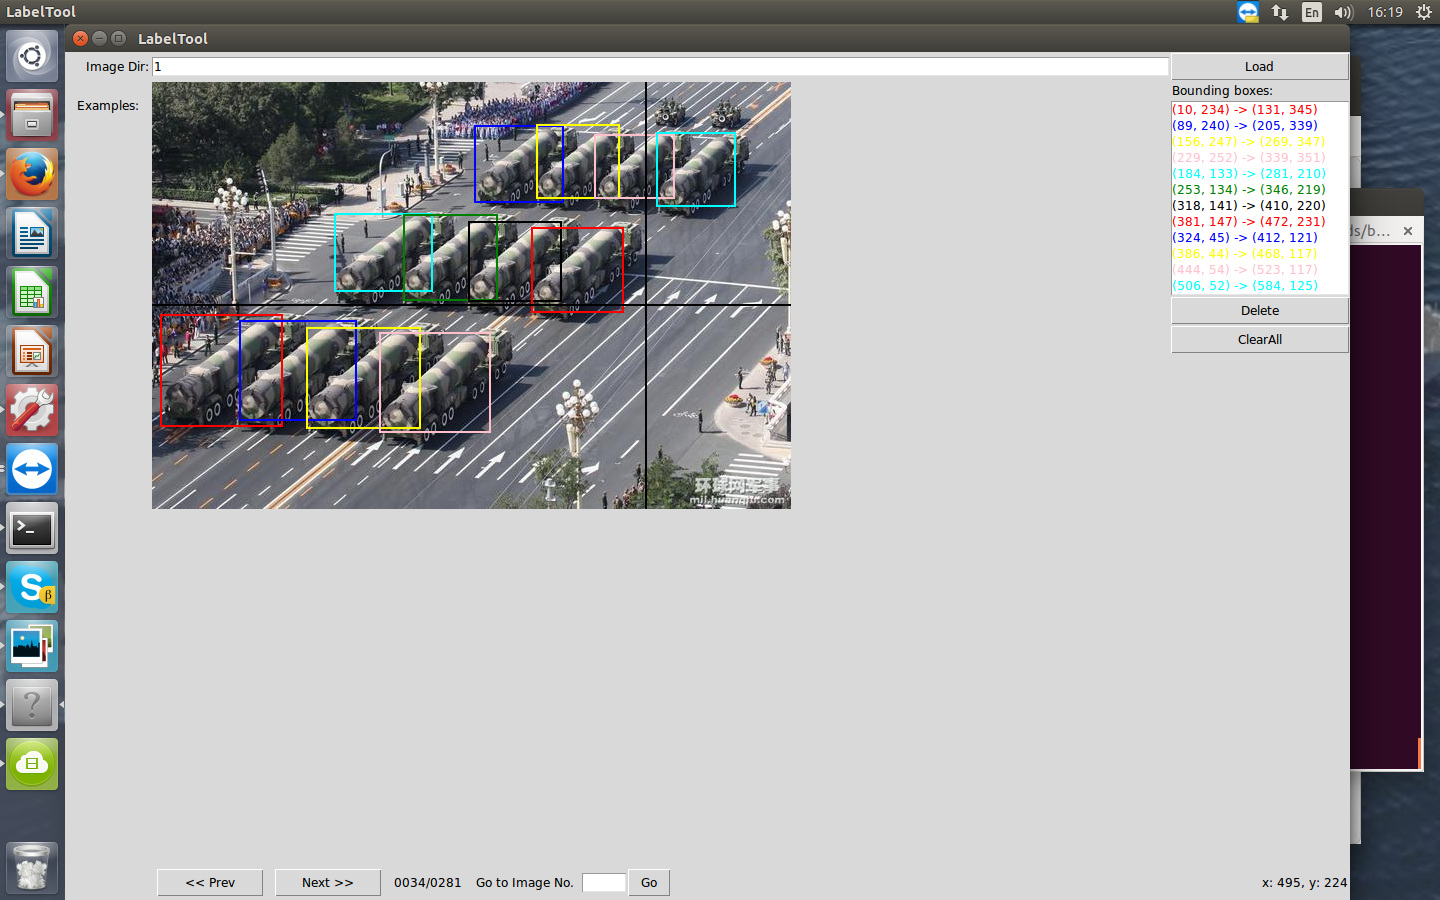 LabelTool
En
16:19
LabelTool
Image Dir: 1
Load
Examples:
Bounding boxes:
(10, 234) -> (131, 345)
(89, 240) -> (205, 339)
(156, 247) -> (269, 347)
(229, 252) -> (339, 351)
(184, 133) -> (281, 210)
(253, 134) -> (346, 219)
(318, 141) -> (410, 220)
(381, 147) -> (472, 231)
(324, 45) -> (412, 121)
(386, 44) -> (468, 117)
(444, 54) -> (523, 117)
(506, 52) -> (584, 125)
Delete
ClearAll
ds/b...
S
β
环球网军事
mil.huanqiu.com
<< Prev
Next >>
0034/0281
Go to Image No.
Go
x: 495, y: 224